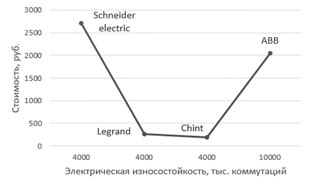 3000
Schneider
electric
2500
ABB
2000
1500
1000
500
Legrand
Chint
0
4000 4000 4000 10000
Стоимость, руб.
Электрическая износостойкость, тыс. коммутаций